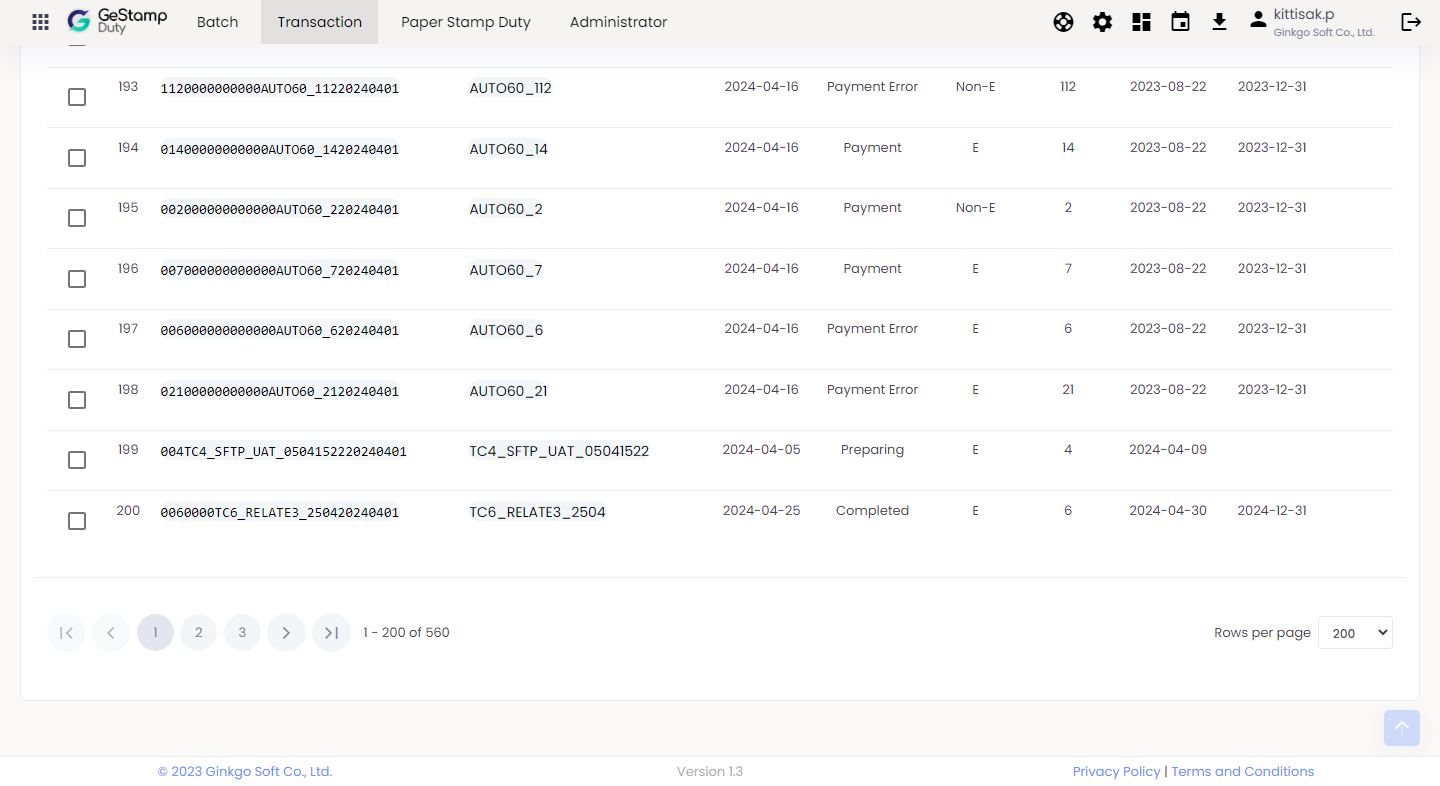 GeStamp Duty Batch Transaction Paper Stamp Duty Administrator kittisak.p
Ginkgo Soft Co., Ltd.
193 1120000000000AUTO60_11220240401 AUTO60_112 2024-04-16 Payment Error Non-E 112 2023-08-22 2023-12-31
194 01400000000000AUTO60_1420240401 AUTO60_14 2024-04-16 Payment E 14 2023-08-22 2023-12-31
195 002000000000000AUTO60_220240401 AUTO60_2 2024-04-16 Payment Non-E 2 2023-08-22 2023-12-31
196 007000000000000AUTO60_720240401 AUTO60_7 2024-04-16 Payment E 7 2023-08-22 2023-12-31
197 006000000000000AUTO60_620240401 AUTO60_6 2024-04-16 Payment Error E 6 2023-08-22 2023-12-31
198 02100000000000AUTO60_2120240401 AUTO60_21 2024-04-16 Payment Error E 21 2023-08-22 2023-12-31
199 004TC4_SFTP_UAT_0504152220240401 TC4_SFTP_UAT_05041522 2024-04-05 Preparing E 4 2024-04-09
200 0060000TC6_RELATE3_250420240401 TC6_RELATE3_2504 2024-04-25 Completed E 6 2024-04-30 2024-12-31
1 2 3 1 - 200 of 560 Rows per page 200
© 2023 Ginkgo Soft Co., Ltd. Version 1.3 Privacy Policy | Terms and Conditions